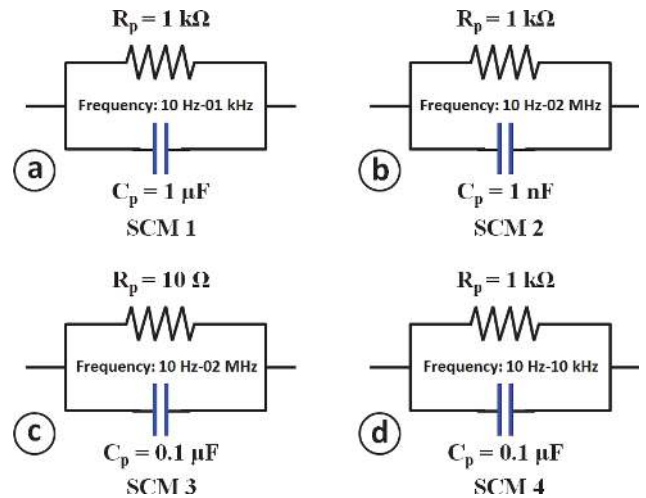 Rp = 1 kΩ
Frequency: 10 Hz-01 kHz
a
Cp = 1 µF
SCM 1
Rp = 1 kΩ
Frequency: 10 Hz-02 MHz
b
Cp = 1 nF
SCM 2
Rp = 10 Ω
Frequency: 10 Hz-02 MHz
c
Cp = 0.1 µF
SCM 3
Rp = 1 kΩ
Frequency: 10 Hz-10 kHz
d
Cp = 0.1 µF
SCM 4